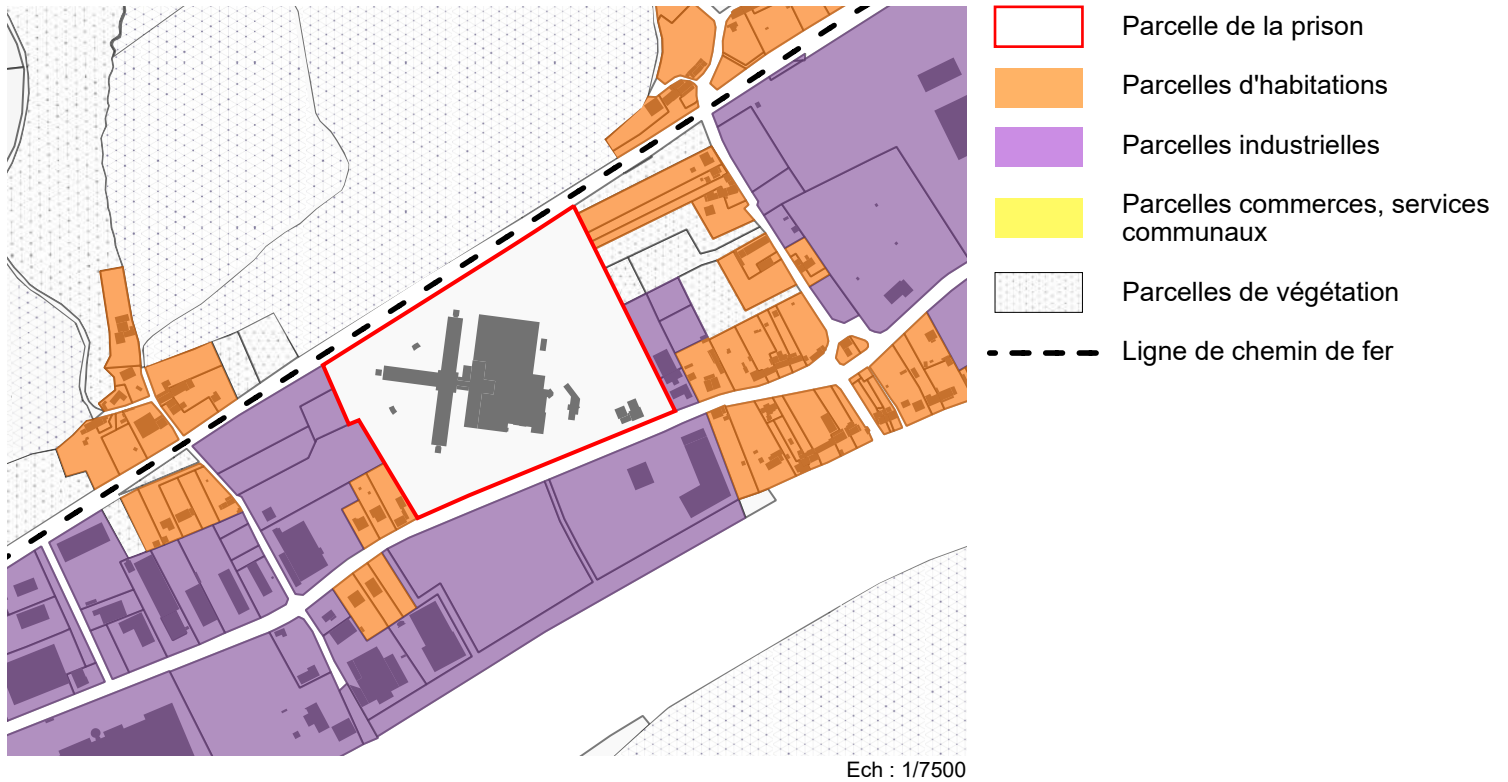 Parcelle de la prison
Parcelles d'habitations
Parcelles industrielles
Parcelles commerces, services
communaux
Parcelles de végétation
Ligne de chemin de fer
Ech : 1/7500